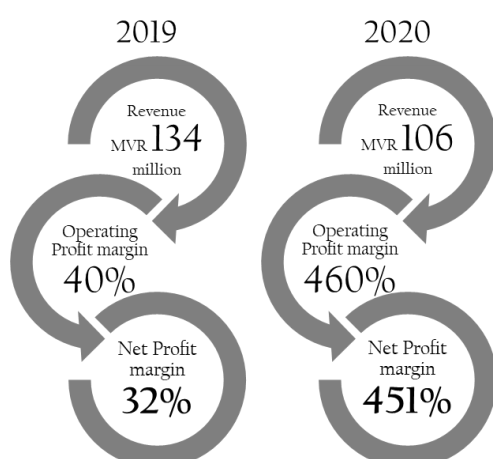 2019
Revenue
MVR 134
million
Operating
Profit margin
40%
Net Profit
margin
32%
2020
Revenue
MVR 106
million
Operating
Profit margin
460%
Net Profit
margin
451%